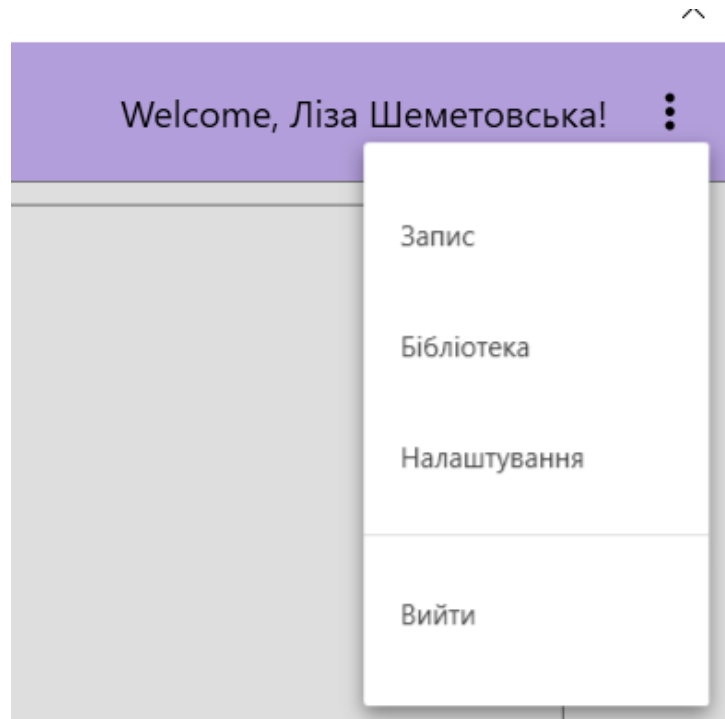 Welcome, Ліза Шеметовська!
Запис
Бібліотека
Налаштування
Вийти